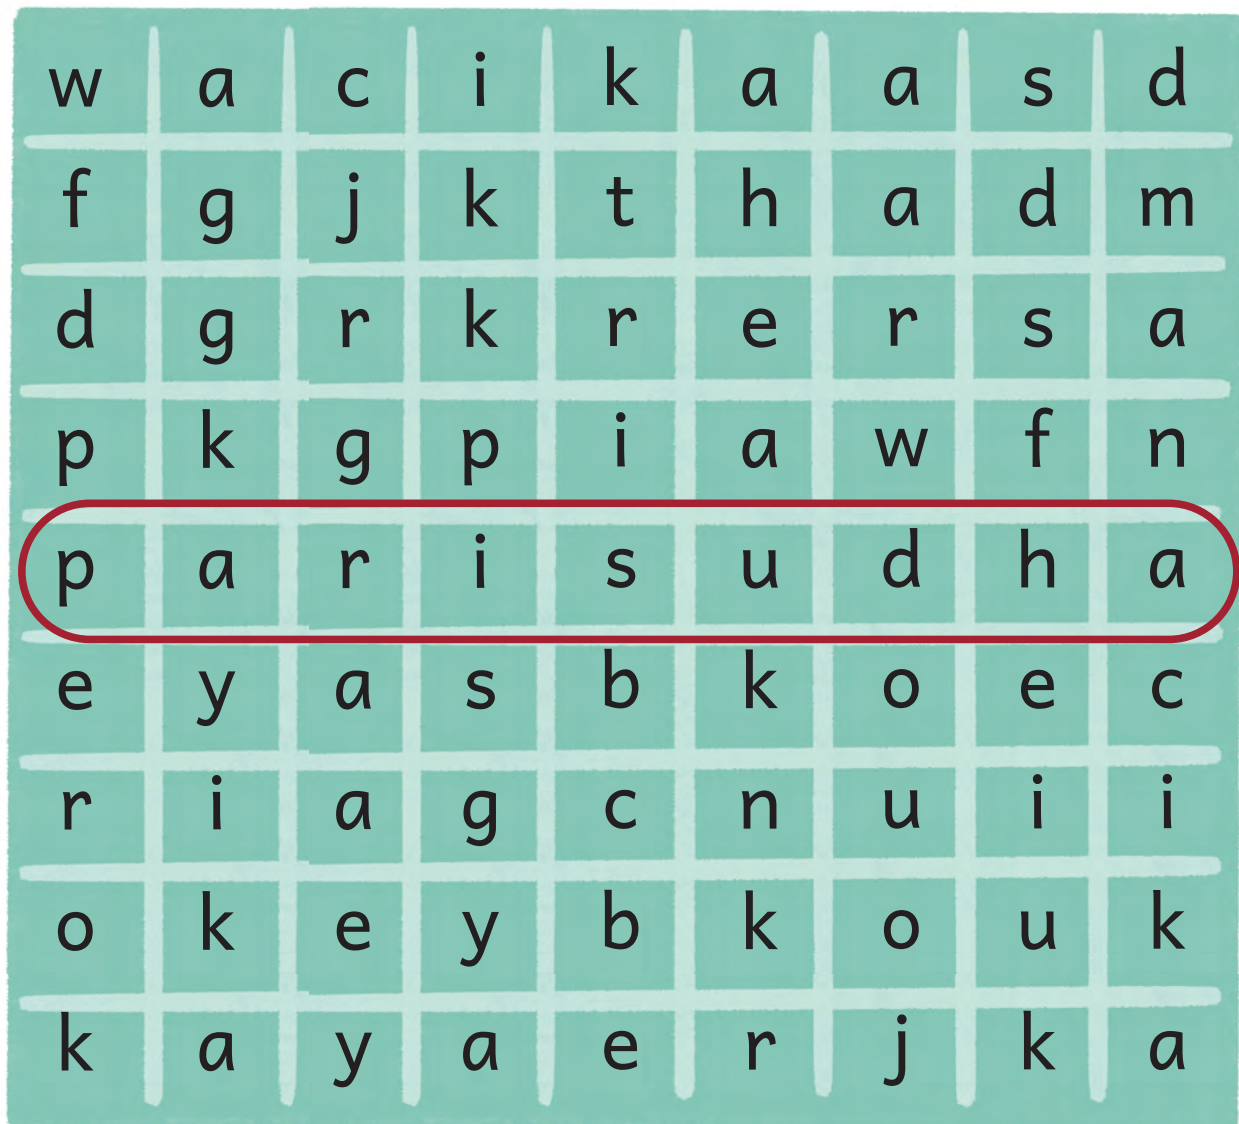 w a c i k a a s d
f g j k t h a d m
d g r k r e r s a
p k g p i a w f n
p a r i s u d h a
e y a s b k o e c
r i a g c n u i i
o k e y b k o u k
k a y a e r j k a